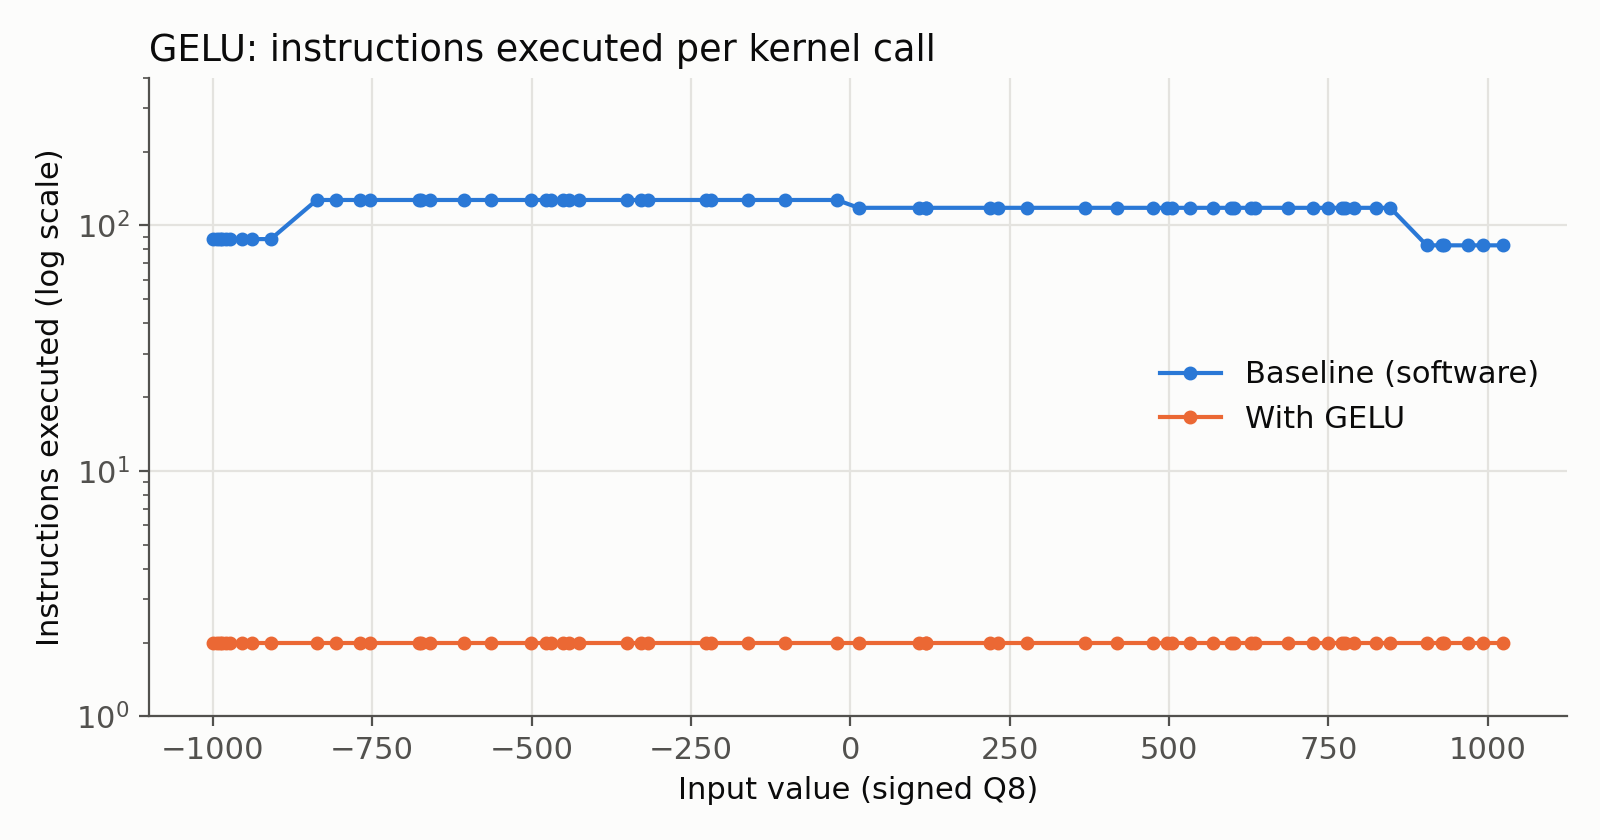 GELU: instructions executed per kernel call
Instructions executed (log scale)
10²
10¹
10⁰
Baseline (software)
With GELU
−1000 −750 −500 −250 0 250 500 750 1000
Input value (signed Q8)